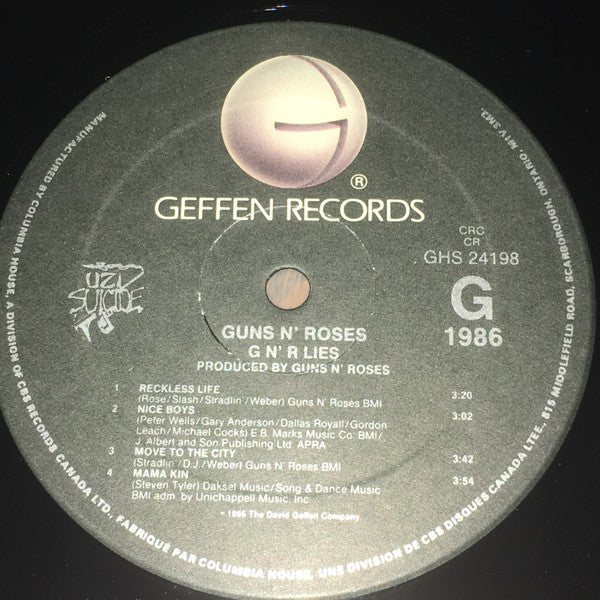 G
®
GEFFEN RECORDS
CRC
CR
GHS 24198
G
1986
UZI
SUICIDE
GUNS N' ROSES
G N' R LIES
PRODUCED BY GUNS N' ROSES
1 RECKLESS LIFE 3:20
(Rose/Slash/Stradlin'/Weber) Guns N' Roses BMI
2 NICE BOYS 3:02
(Peter Wells/Gary Anderson/Dallas Royall/Gordon
Leach/Michael Cocks) E.B. Marks Music Co. BMI/
J. Albert and Son Publishing Ltd. APRA
3 MOVE TO THE CITY 3:42
(Stradlin'/D.J./Weber) Guns N' Roses BMI
4 MAMA KIN 3:54
(Steven Tyler) Daksel Music/Song & Dance Music
BMI adm. by Unichappell Music, Inc.
1986 The David Geffen Company
MANUFACTURED BY COLUMBIA HOUSE, A DIVISION OF CBS RECORDS CANADA LTD., FABRIQUÉ PAR COLUMBIA HOUSE, UNE DIVISION DE CBS DISQUES CANADA LTÉE., 815 MIDDLEFIELD ROAD, SCARBOROUGH, ONTARIO, M1V 2M2.